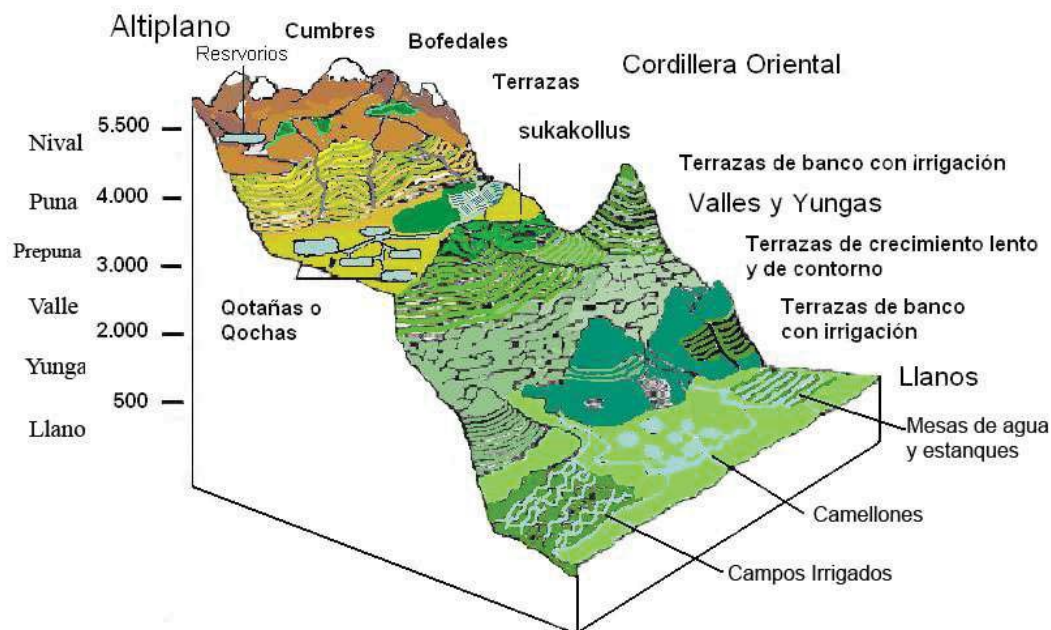 Altiplano
Cumbres
Bofedales
Resrvorios
Terrazas
Cordillera Oriental
sukakollus
5.500
Nival
Terrazas de banco con irrigación
4.000
Puna
Valles y Yungas
Prepuna
Terrazas de crecimiento lento
y de contorno
3.000
Valle
Qotañas o
Qochas
Terrazas de banco
con irrigación
2.000
Yunga
Llanos
500
Llano
Mesas de agua
y estanques
Camellones
Campos Irrigados